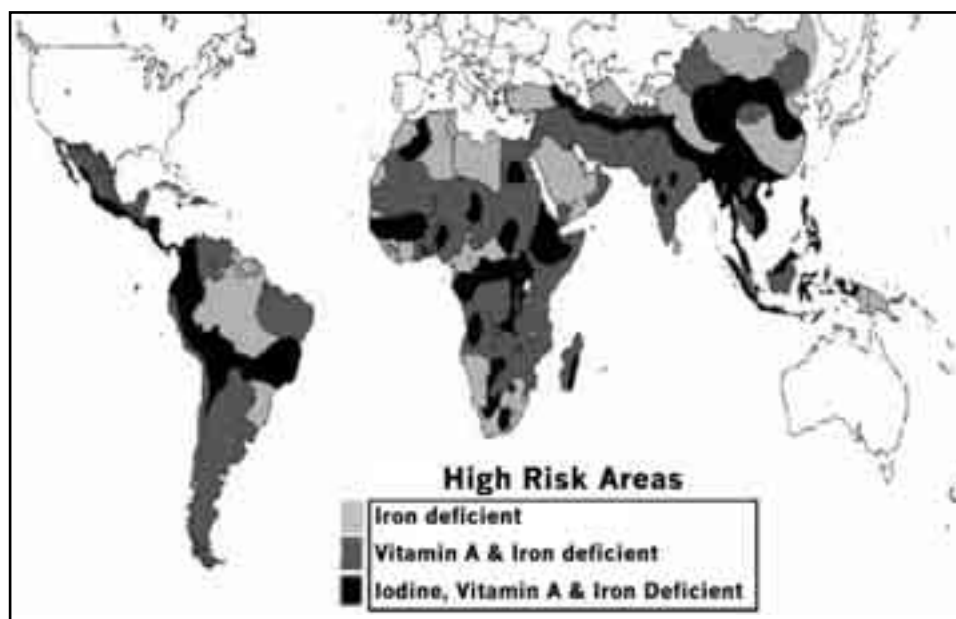 High Risk Areas
Iron deficient
Vitamin A & Iron deficient
Iodine, Vitamin A & Iron Deficient